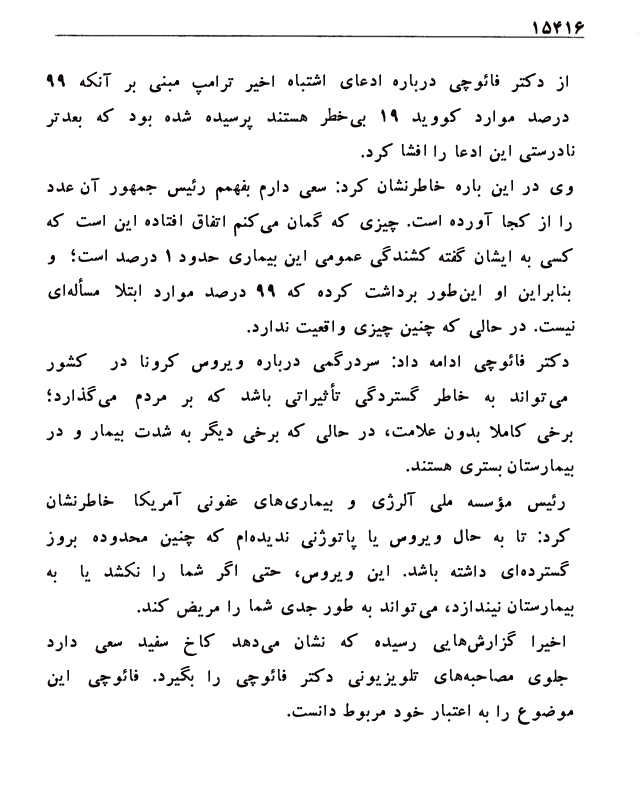 ۱۵۴۱۶
از دکتر فائوچی درباره ادعای اشتباه اخیر ترامپ مبنی بر آنکه ۹۹
درصد موارد کووید ۱۹ بی‌خطر هستند پرسیده شده بود که بعدتر
نادرستی این ادعا را افشا کرد.
وی در این باره خاطرنشان کرد: سعی دارم بفهمم رئیس جمهور آن عدد
را از کجا آورده است. چیزی که گمان می‌کنم اتفاق افتاده این است که
کسی به ایشان گفته کشندگی عمومی این بیماری حدود ۱ درصد است؛ و
بنابراین او این‌طور برداشت کرده که ۹۹ درصد موارد ابتلا مسأله‌ای
نیست. در حالی که چنین چیزی واقعیت ندارد.
دکتر فائوچی ادامه داد: سردرگمی درباره ویروس کرونا در کشور
می‌تواند به خاطر گستردگی تأثیراتی باشد که بر مردم می‌گذارد؛
برخی کاملا بدون علامت، در حالی که برخی دیگر به شدت بیمار و در
بیمارستان بستری هستند.
رئیس مؤسسه ملی آلرژی و بیماری‌های عفونی آمریکا خاطرنشان
کرد: تا به حال ویروس یا پاتوژنی ندیده‌ام که چنین محدوده بروز
گسترده‌ای داشته باشد. این ویروس، حتی اگر شما را نکشد یا به
بیمارستان نیندازد، می‌تواند به طور جدی شما را مریض کند.
اخیرا گزارش‌هایی رسیده که نشان می‌دهد کاخ سفید سعی دارد
جلوی مصاحبه‌های تلویزیونی دکتر فائوچی را بگیرد. فائوچی این
موضوع را به اعتبار خود مربوط دانست.